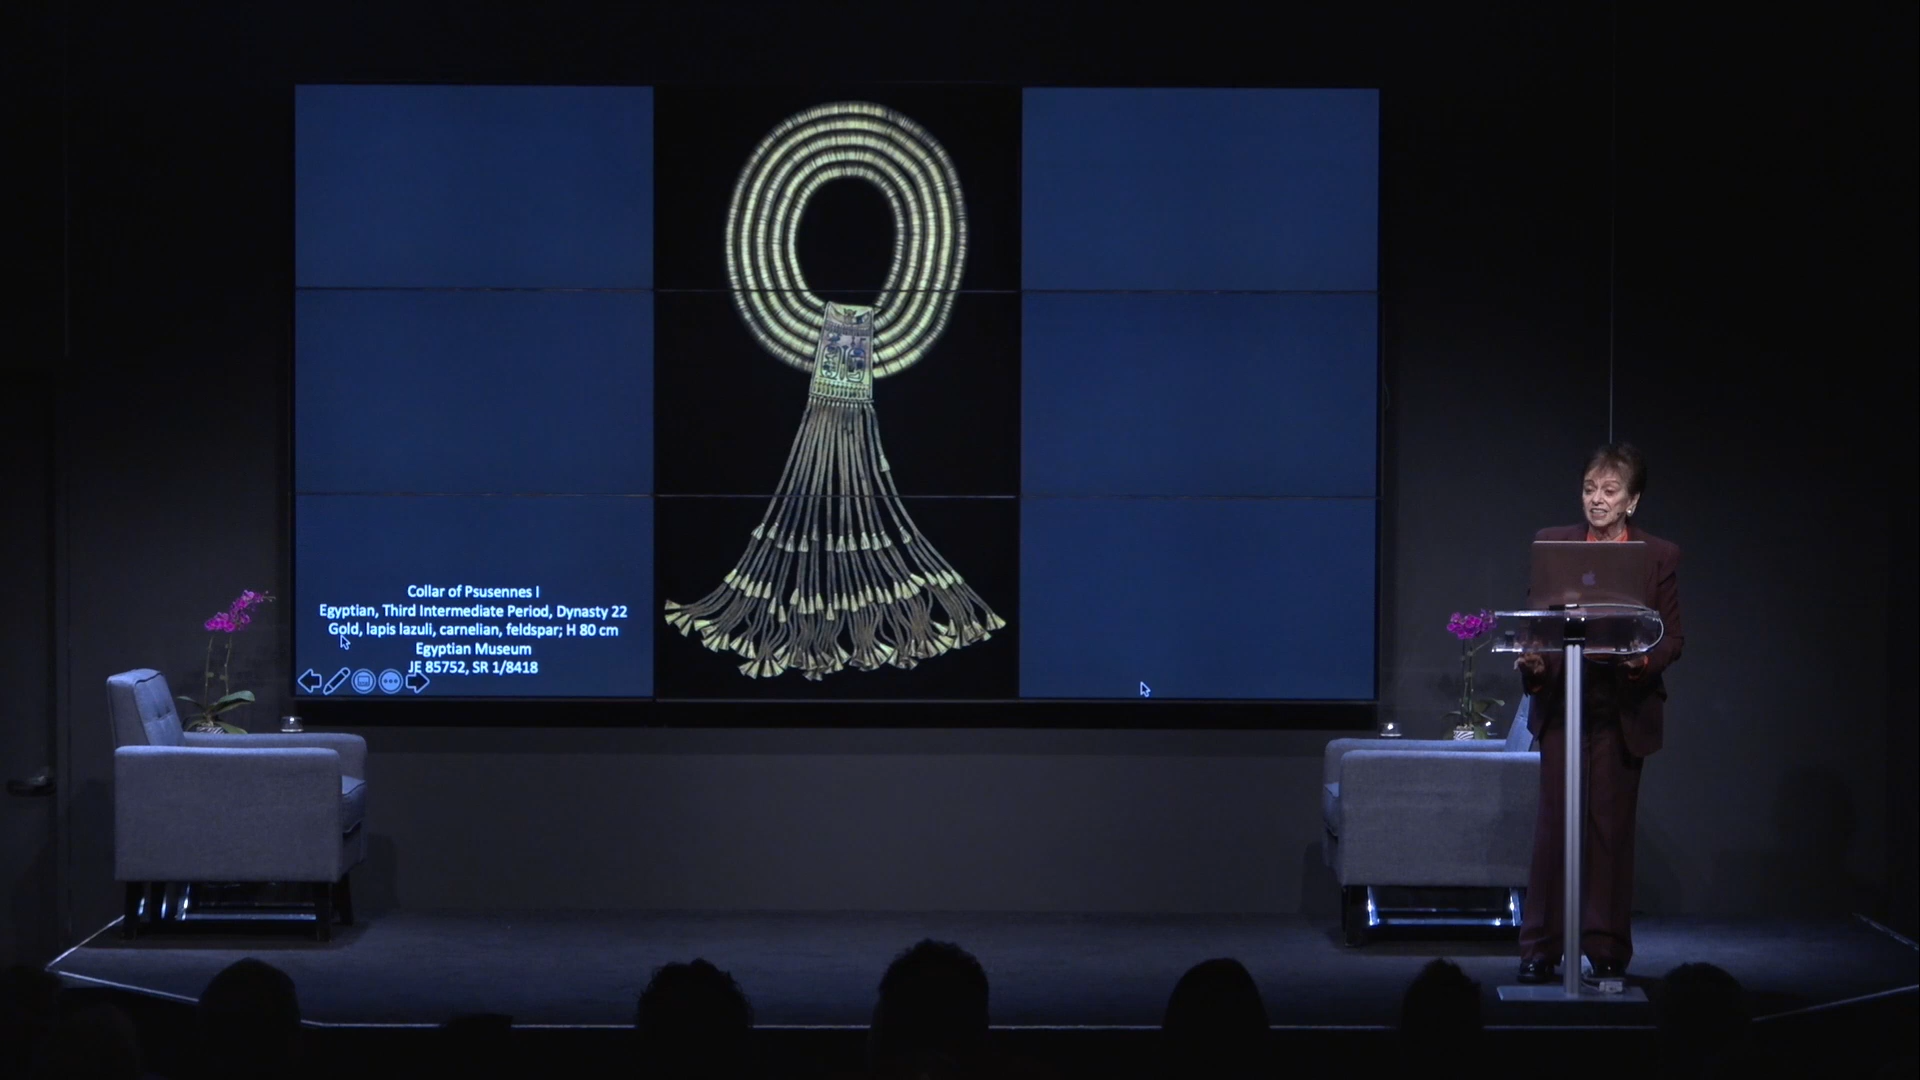 Collar of Psusennes I
Egyptian, Third Intermediate Period, Dynasty 22
Gold, lapis lazuli, carnelian, feldspar; H 80 cm
Egyptian Museum
JE 85752, SR 1/8418